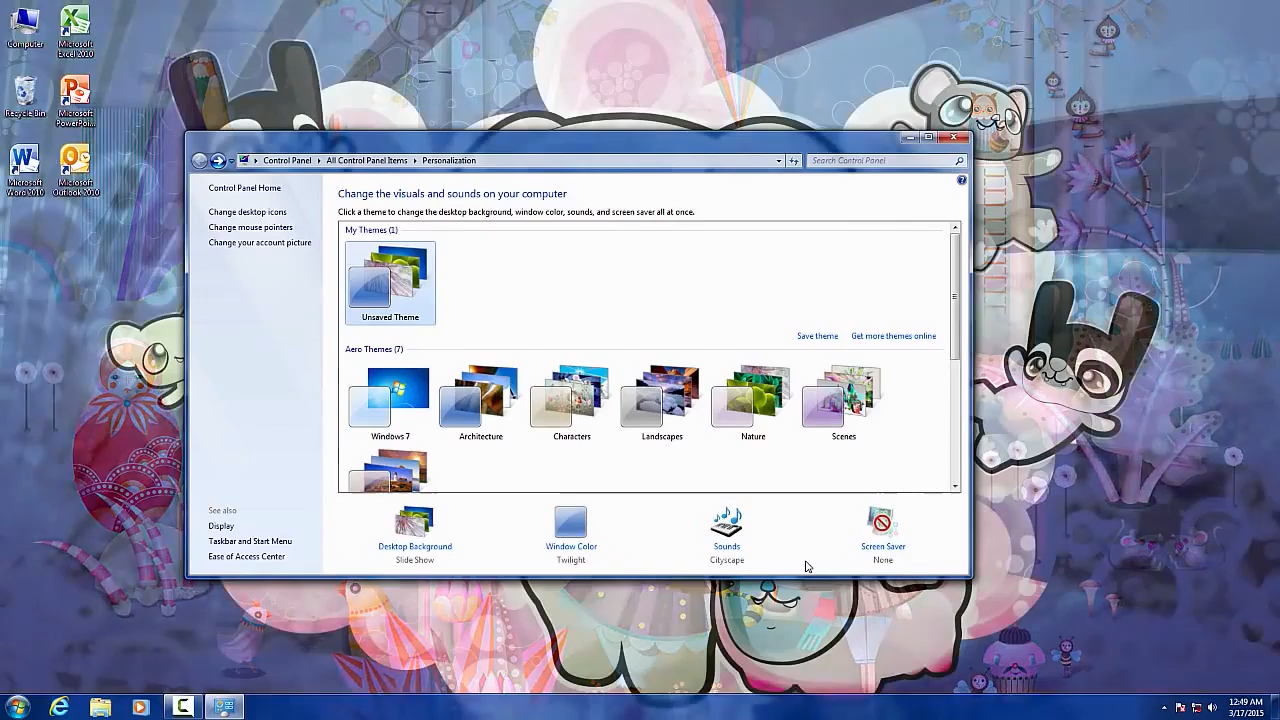 Computer
Microsoft
Excel 2010
Recycle Bin
Microsoft
PowerPoi...
Microsoft
Word 2010
Microsoft
Outlook 2010
Control Panel
All Control Panel Items
Personalization
Search Control Panel
Control Panel Home
Change desktop icons
Change mouse pointers
Change your account picture
Change the visuals and sounds on your computer
Click a theme to change the desktop background, window color, sounds, and screen saver all at once.
My Themes (1)
Unsaved Theme
Save theme
Get more themes online
Aero Themes (7)
Windows 7
Architecture
Characters
Landscapes
Nature
Scenes
See also
Display
Taskbar and Start Menu
Ease of Access Center
Desktop Background
Slide Show
Window Color
Twilight
Sounds
Cityscape
Screen Saver
None
12:49 AM
3/17/2015